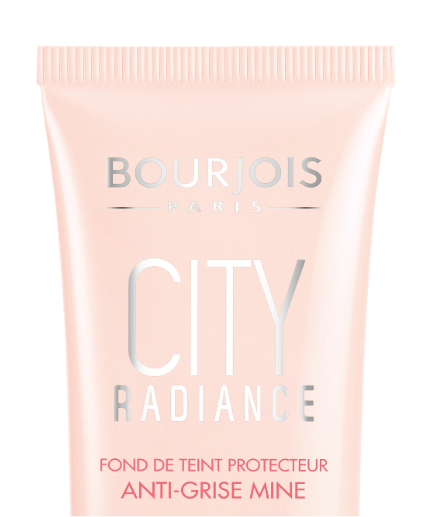 BOURJOIS
PARIS
CITY
RADIANCE
FOND DE TEINT PROTECTEUR
ANTI-GRISE MINE